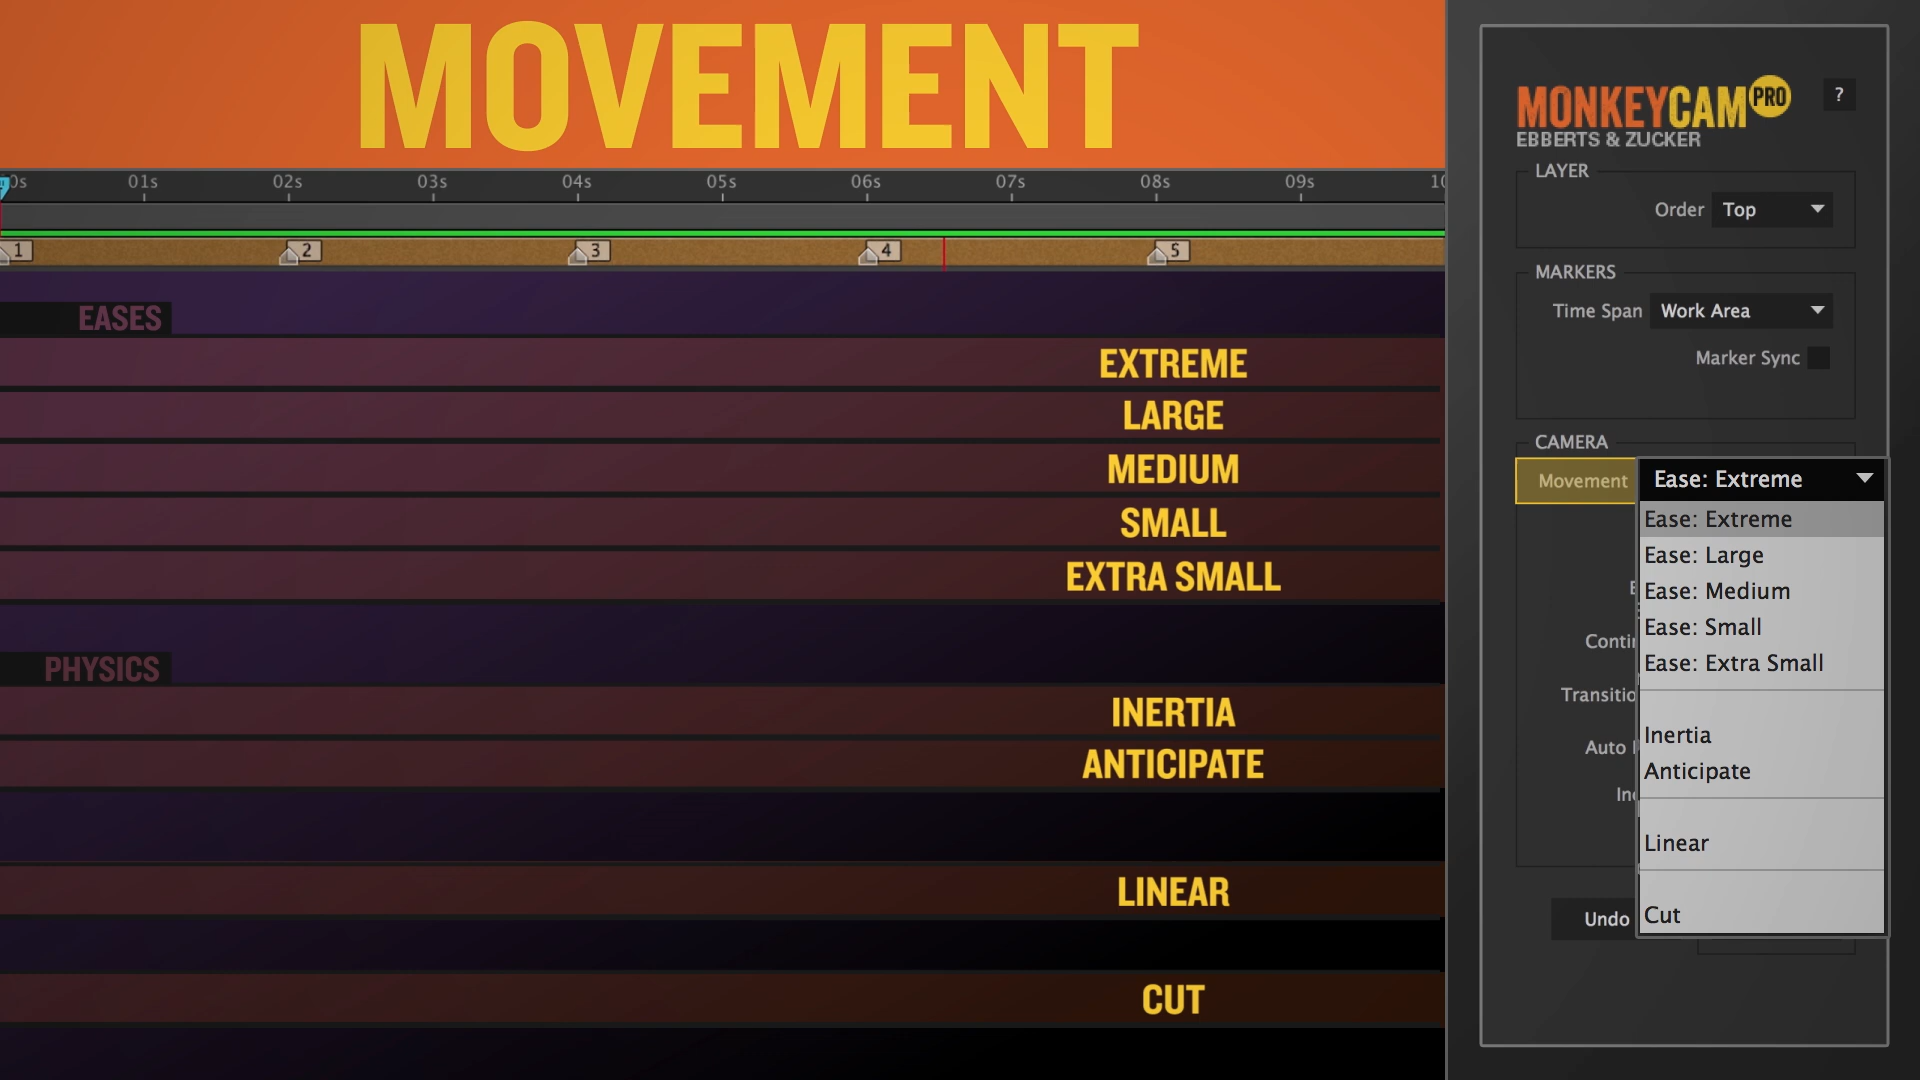 MOVEMENT
01s 02s 03s 04s 05s 06s 07s 08s 09s
1 2 3 4 5
EASES
EXTREME
LARGE
MEDIUM
SMALL
EXTRA SMALL
PHYSICS
INERTIA
ANTICIPATE
LINEAR
CUT
MONKEYCAM PRO
?
EBBERTS & ZUCKER
LAYER
Order Top
MARKERS
Time Span Work Area
Marker Sync
CAMERA
Movement Ease: Extreme
Ease: Extreme
Ease: Large
Ease: Medium
Ease: Small
Ease: Extra Small
Inertia
Anticipate
Linear
Cut
Auto
Undo